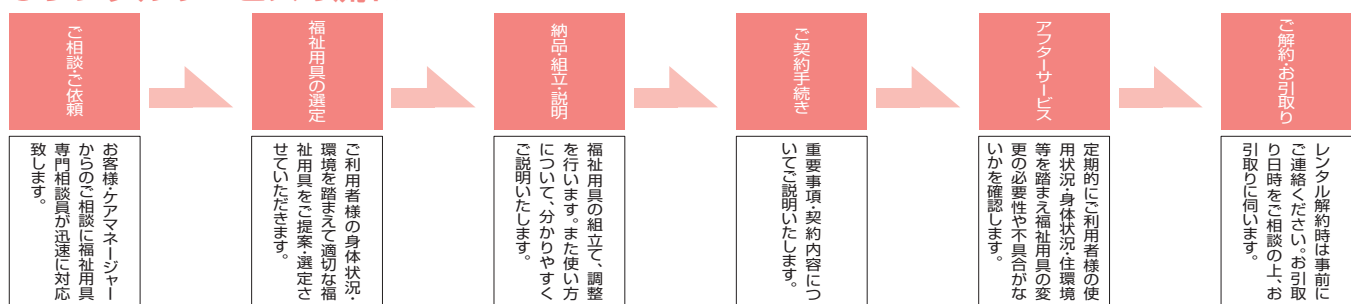 ご相談・ご依頼
お客様・ケアマネージャー
からのご相談に福祉用具
専門相談員が迅速に対応
致します。
福祉用具の選定
ご利用者様の身体状況・
環境を踏まえて適切な福
祉用具をご提案・選定さ
せていただきます。
納品・組立・説明
福祉用具の組立て、調整
を行います。また使い方
について、分かりやすく
ご説明いたします。
ご契約手続き
重要事項・契約内容につ
いてご説明いたします。
アフターサービス
定期的にご利用者様の使
用状況・身体状況・住環境
等を踏まえ福祉用具の変
更の必要性や不具合がな
いかを確認します。
ご解約・お引取り
レンタル解約時は事前に
ご連絡ください。お引取
り日時をご相談の上、お
引取りに伺います。